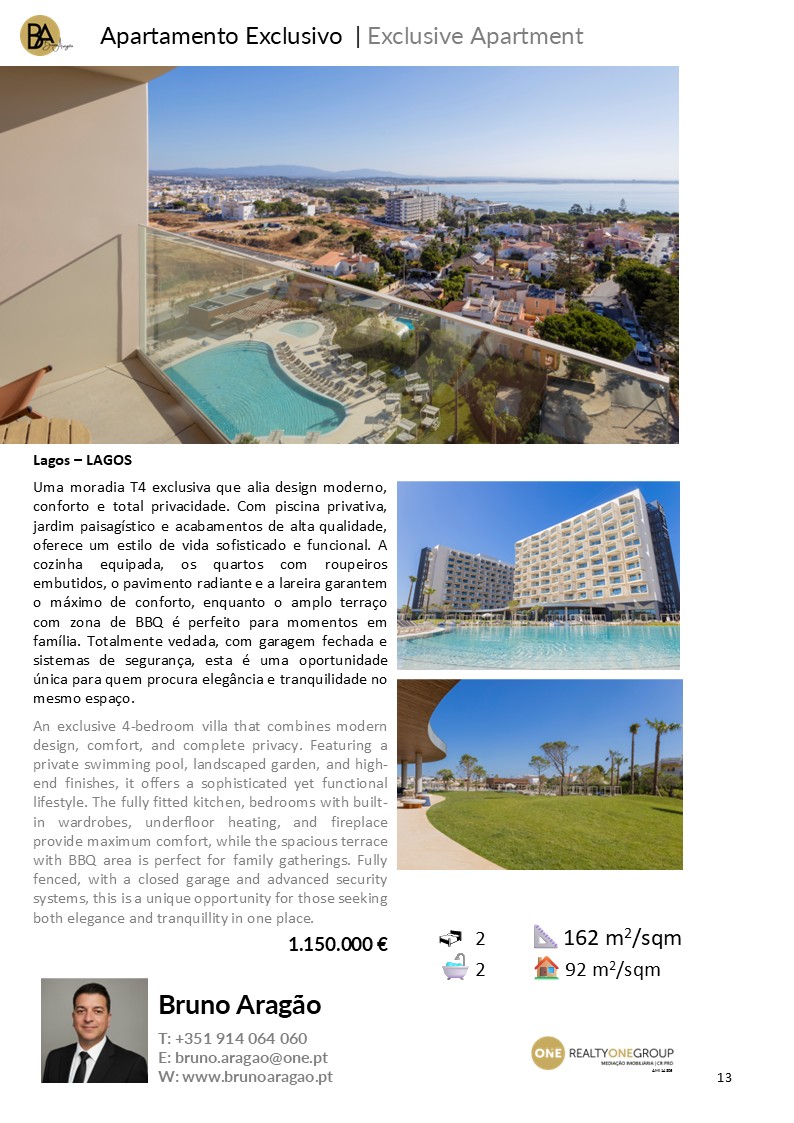 BA
Apartamento Exclusivo | Exclusive Apartment
Lagos – LAGOS
Uma moradia T4 exclusiva que alia design moderno,
conforto e total privacidade. Com piscina privativa,
jardim paisagístico e acabamentos de alta qualidade,
oferece um estilo de vida sofisticado e funcional. A
cozinha equipada, os quartos com roupeiros
embutidos, o pavimento radiante e a lareira garantem
o máximo de conforto, enquanto o amplo terraço
com zona de BBQ é perfeito para momentos em
família. Totalmente vedada, com garagem fechada e
sistemas de segurança, esta é uma oportunidade
única para quem procura elegância e tranquilidade no
mesmo espaço.
An exclusive 4-bedroom villa that combines modern
design, comfort, and complete privacy. Featuring a
private swimming pool, landscaped garden, and high-
end finishes, it offers a sophisticated yet functional
lifestyle. The fully fitted kitchen, bedrooms with built-
in wardrobes, underfloor heating, and fireplace
provide maximum comfort, while the spacious terrace
with BBQ area is perfect for family gatherings. Fully
fenced, with a closed garage and advanced security
systems, this is a unique opportunity for those seeking
both elegance and tranquillity in one place.
1.150.000 €
2 162 m²/sqm
2 92 m²/sqm
Bruno Aragão
T: +351 914 064 060
E: bruno.aragao@one.pt
W: www.brunoaragao.pt
ONE REALTYONEGROUP
MEDIAÇÃO IMOBILIÁRIA | CR PRO
13